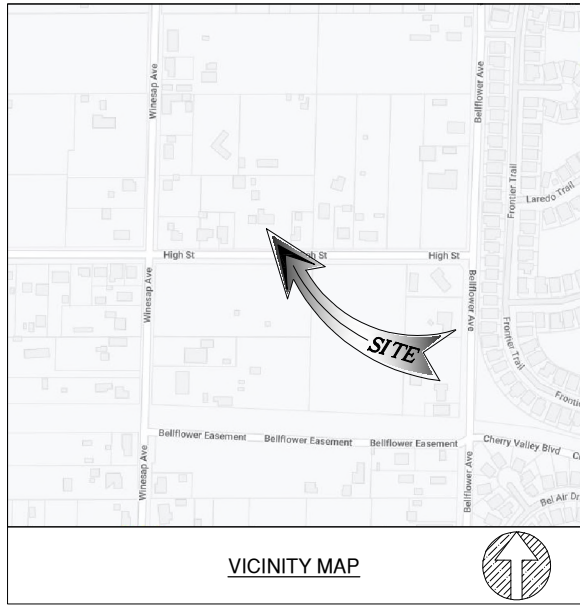 Winesap Ave
Bellflower Ave
Frontier Trail
Laredo Trail
High St
High St
Winesap Ave
Bellflower Ave
SITE
Frontier Trail
Bellflower Easement
Bellflower Easement
Bellflower Easement
Cherry Valley Blvd
Winesap Ave
Bellflower Ave
Bel Air Dr
VICINITY MAP